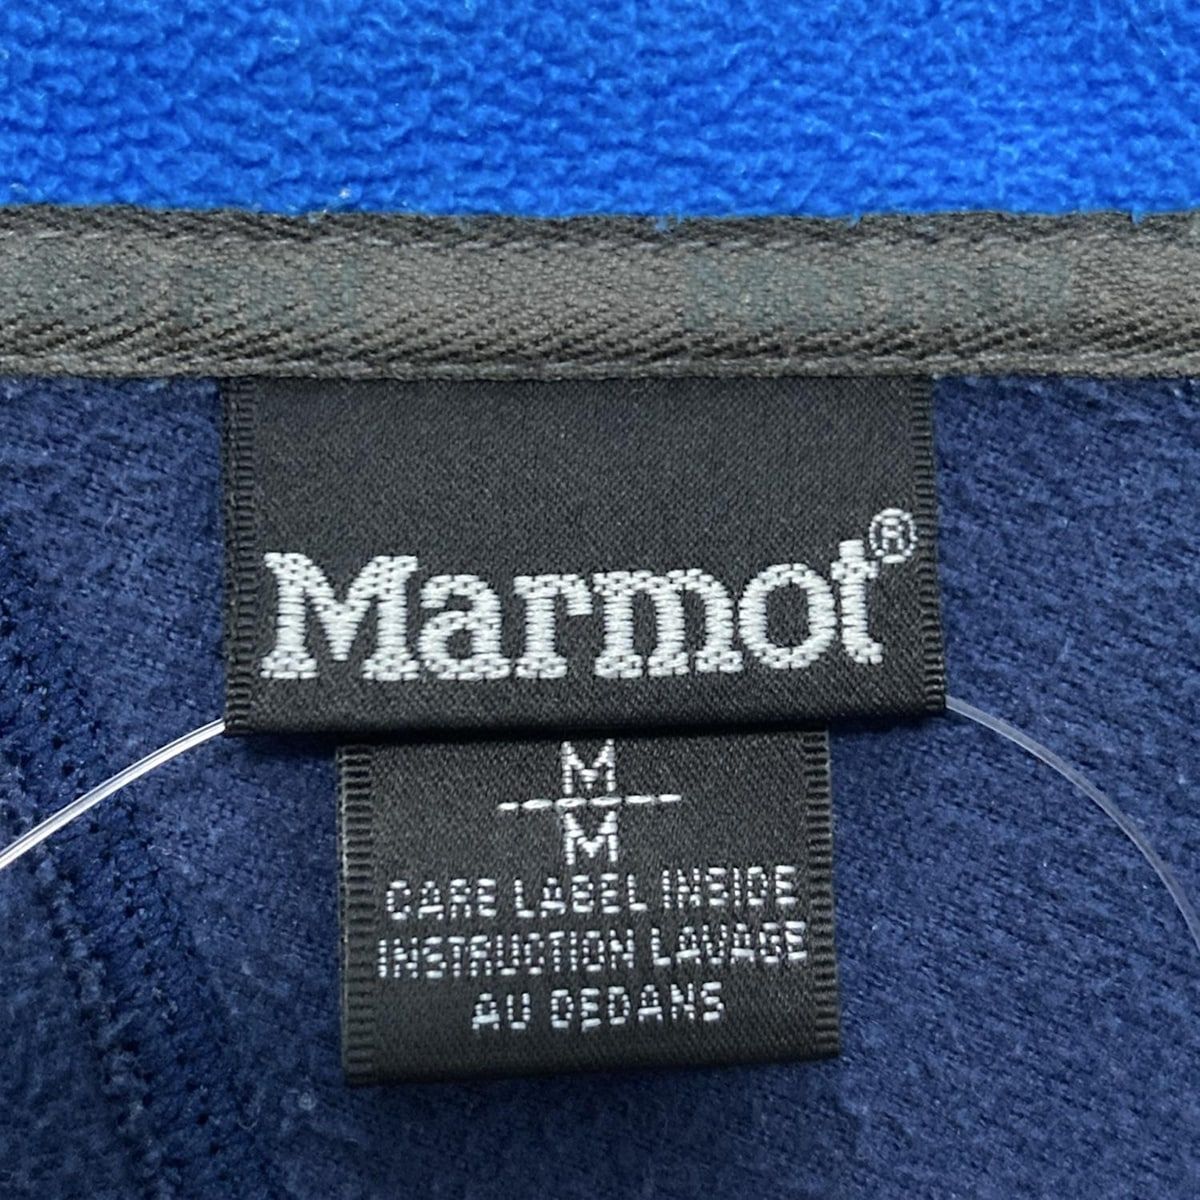 Marmot®
M
M
CARE LABEL INSIDE
INSTRUCTION LAVAGE
AU DEDANS